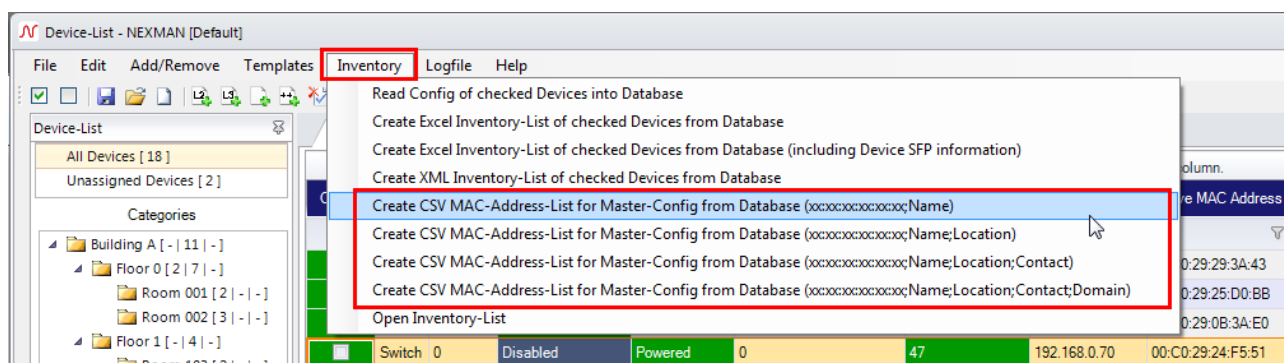 Device-List - NEXMAN [Default]
File Edit Add/Remove Templates Inventory Logfile Help
L2 L3
Read Config of checked Devices into Database
Create Excel Inventory-List of checked Devices from Database
Create Excel Inventory-List of checked Devices from Database (including Device SFP information)
Create XML Inventory-List of checked Devices from Database
Create CSV MAC-Address-List for Master-Config from Database (xx:xx:xx:xx:xx:xx;Name)
Create CSV MAC-Address-List for Master-Config from Database (xx:xx:xx:xx:xx:xx;Name;Location)
Create CSV MAC-Address-List for Master-Config from Database (xx:xx:xx:xx:xx:xx;Name;Location;Contact)
Create CSV MAC-Address-List for Master-Config from Database (xx:xx:xx:xx:xx:xx;Name;Location;Contact;Domain)
Open Inventory-List
Device-List
All Devices [ 18 ]
Unassigned Devices [ 2 ]
Categories
Building A [ - | 11 | - ]
Floor 0 [ 2 | 7 | - ]
Room 001 [ 2 | - | - ]
Room 002 [ 3 | - | - ]
Floor 1 [ - | 4 | - ]
olumn.
MAC Address
0:29:29:3A:43
0:29:25:D0:BB
0:29:0B:3A:E0
Switch 0 Disabled Powered 0 47 192.168.0.70 00:C0:29:24:F5:51